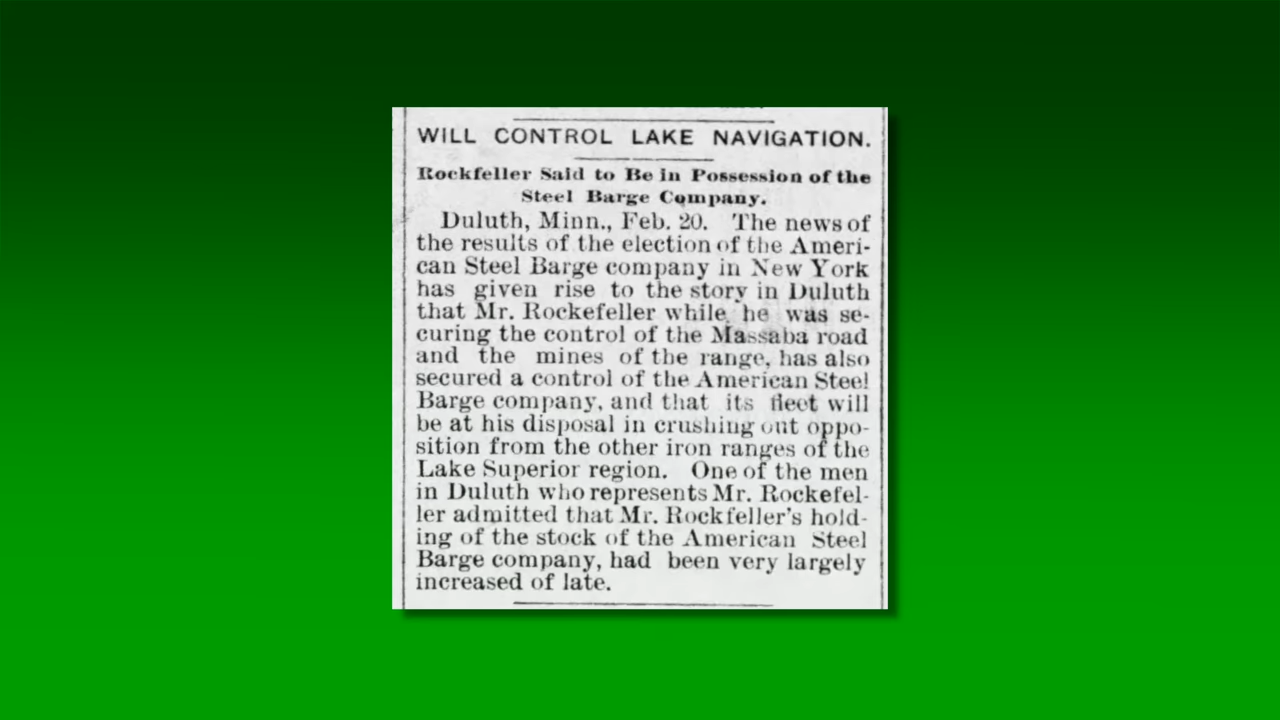 WILL CONTROL LAKE NAVIGATION.
Rockfeller Said to Be in Possession of the
Steel Barge Company.
Duluth, Minn., Feb. 20. The news of
the results of the election of the Ameri-
can Steel Barge company in New York
has given rise to the story in Duluth
that Mr. Rockefeller while he was se-
curing the control of the Massaba road
and the mines of the range, has also
secured a control of the American Steel
Barge company, and that its fleet will
be at his disposal in crushing out oppo-
sition from the other iron ranges of the
Lake Superior region. One of the men
in Duluth who represents Mr. Rockefel-
ler admitted that Mr. Rockfeller's hold-
ing of the stock of the American Steel
Barge company, had been very largely
increased of late.